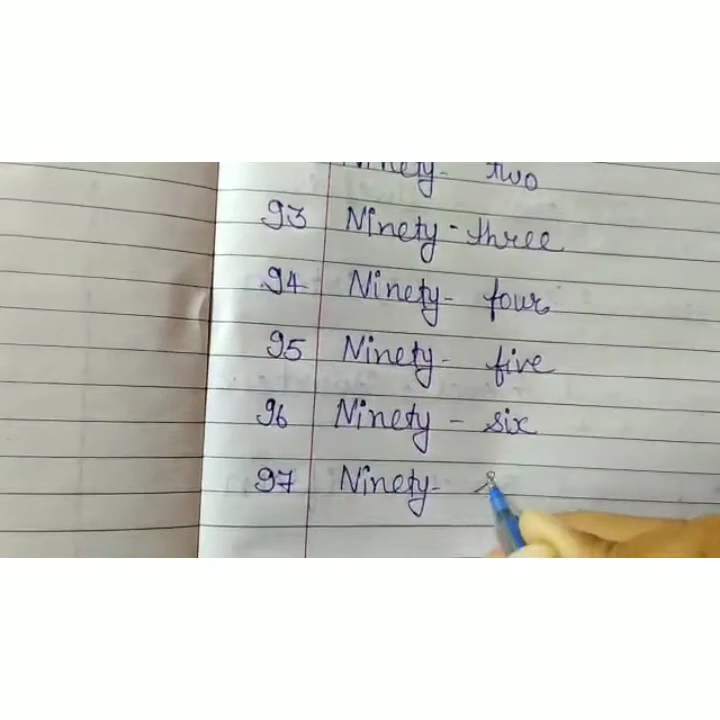 Ninety- two
93 Ninety-three
94 Ninety- four
95 Ninety- five
96 Ninety - six
97 Ninety- s